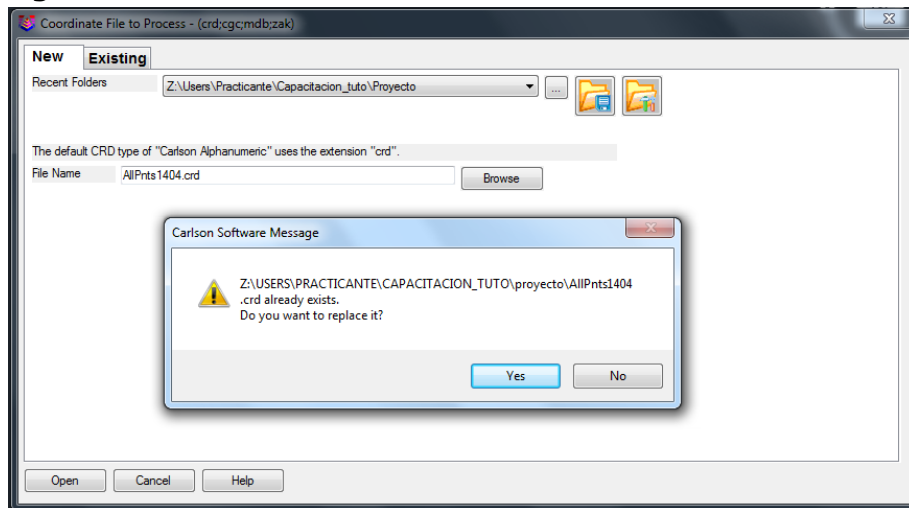 Coordinate File to Process - (crd;cgc;mdb;zak)
New Existing
Recent Folders Z:\Users\Practicante\Capacitacion_tuto\Proyecto ...
The default CRD type of "Carlson Alphanumeric" uses the extension "crd".
File Name AllPnts1404.crd Browse
Carlson Software Message
Z:\USERS\PRACTICANTE\CAPACITACION_TUTO\proyecto\AllPnts1404
.crd already exists.
Do you want to replace it?
Yes No
Open Cancel Help